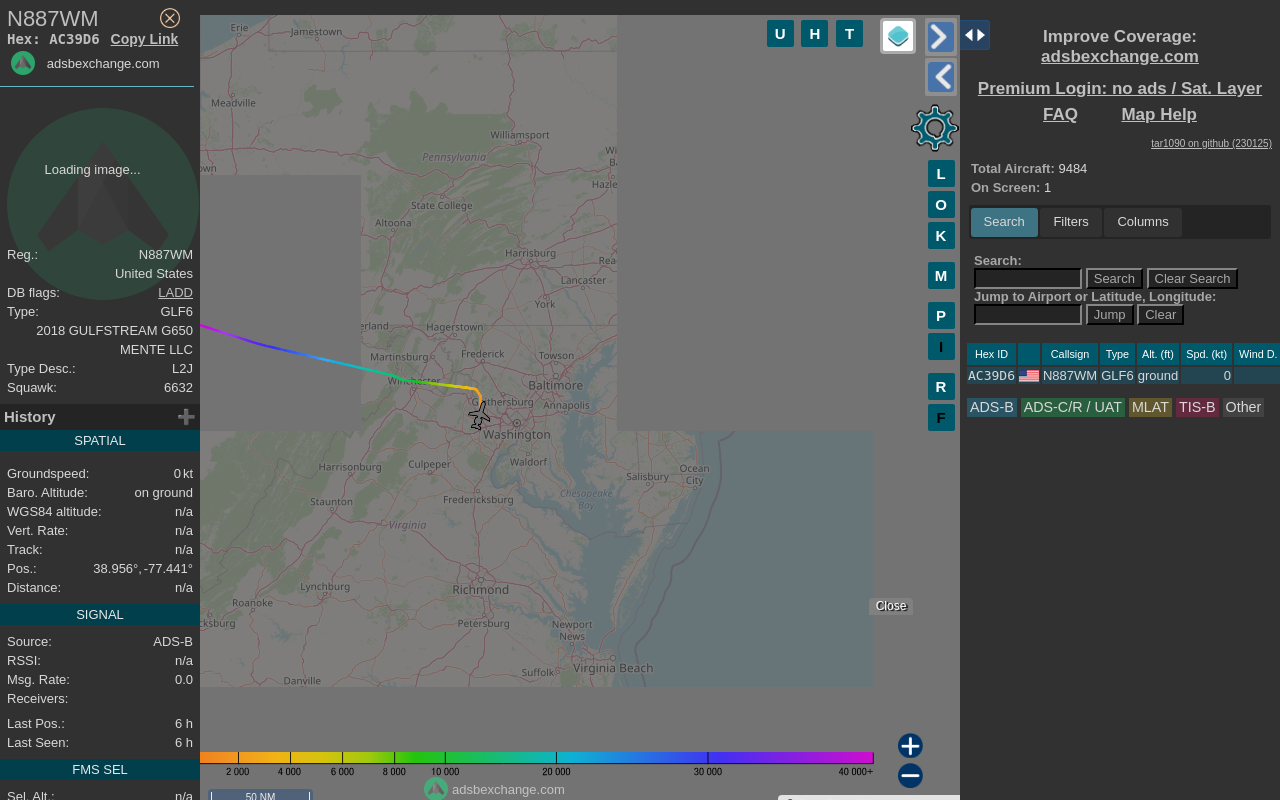 N887WM
Hex: AC39D6 Copy Link
adsbexchange.com
Loading image...
Reg.: N887WM
United States
DB flags: LADD
Type: GLF6
2018 GULFSTREAM G650
MENTE LLC
Type Desc.: L2J
Squawk: 6632
History
SPATIAL
Groundspeed: 0 kt
Baro. Altitude: on ground
WGS84 altitude: n/a
Vert. Rate: n/a
Track: n/a
Pos.: 38.956°, -77.441°
Distance: n/a
SIGNAL
Source: ADS-B
RSSI: n/a
Msg. Rate: 0.0
Receivers:
Last Pos.: 6 h
Last Seen: 6 h
FMS SEL
Sel. Alt.: n/a
Erie
Jamestown
Meadville
Williamsport
Pennsylvania
State College
Altoona
Harrisburg
Lancaster
York
Hagerstown
Martinsburg
Frederick
Towson
Winchester
Baltimore
Annapolis
Washington
Waldorf
Culpeper
Harrisonburg
Salisbury
Ocean
City
Chesapeake
Bay
Fredericksburg
Staunton
Virginia
Lynchburg
Richmond
Roanoke
Petersburg
Newport
News
Virginia Beach
Suffolk
Danville
U H T
L
O
K
M
P
I
R
F
Close
2 000 4 000 6 000 8 000 10 000 20 000 30 000 40 000+
adsbexchange.com
50 NM
Improve Coverage:
adsbexchange.com
Premium Login: no ads / Sat. Layer
FAQ Map Help
tar1090 on github (230125)
Total Aircraft: 9484
On Screen: 1
Search Filters Columns
Search:
Search Clear Search
Jump to Airport or Latitude, Longitude:
Jump Clear
Hex ID Callsign Type Alt. (ft) Spd. (kt) Wind D.
AC39D6 N887WM GLF6 ground 0
ADS-B ADS-C/R / UAT MLAT TIS-B Other